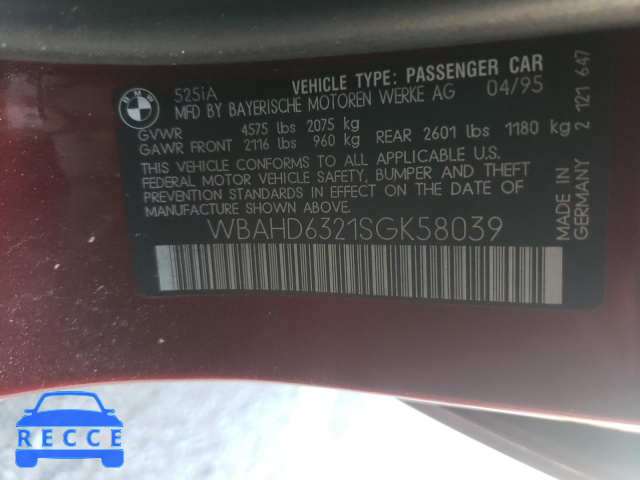 BMW
525iA
VEHICLE TYPE: PASSENGER CAR
MFD BY BAYERISCHE MOTOREN WERKE AG 04/95
GVWR 4575 lbs 2075 kg
GAWR FRONT 2116 lbs 960 kg REAR 2601 lbs 1180 kg
THIS VEHICLE CONFORMS TO ALL APPLICABLE U.S.
FEDERAL MOTOR VEHICLE SAFETY, BUMPER AND THEFT
PREVENTION STANDARDS IN EFFECT ON THE DATE OF
MANUFACTURE SHOWN ABOVE.
MADE IN
GERMANY
2 121 647
WBAHD6321SGK58039
RECCE